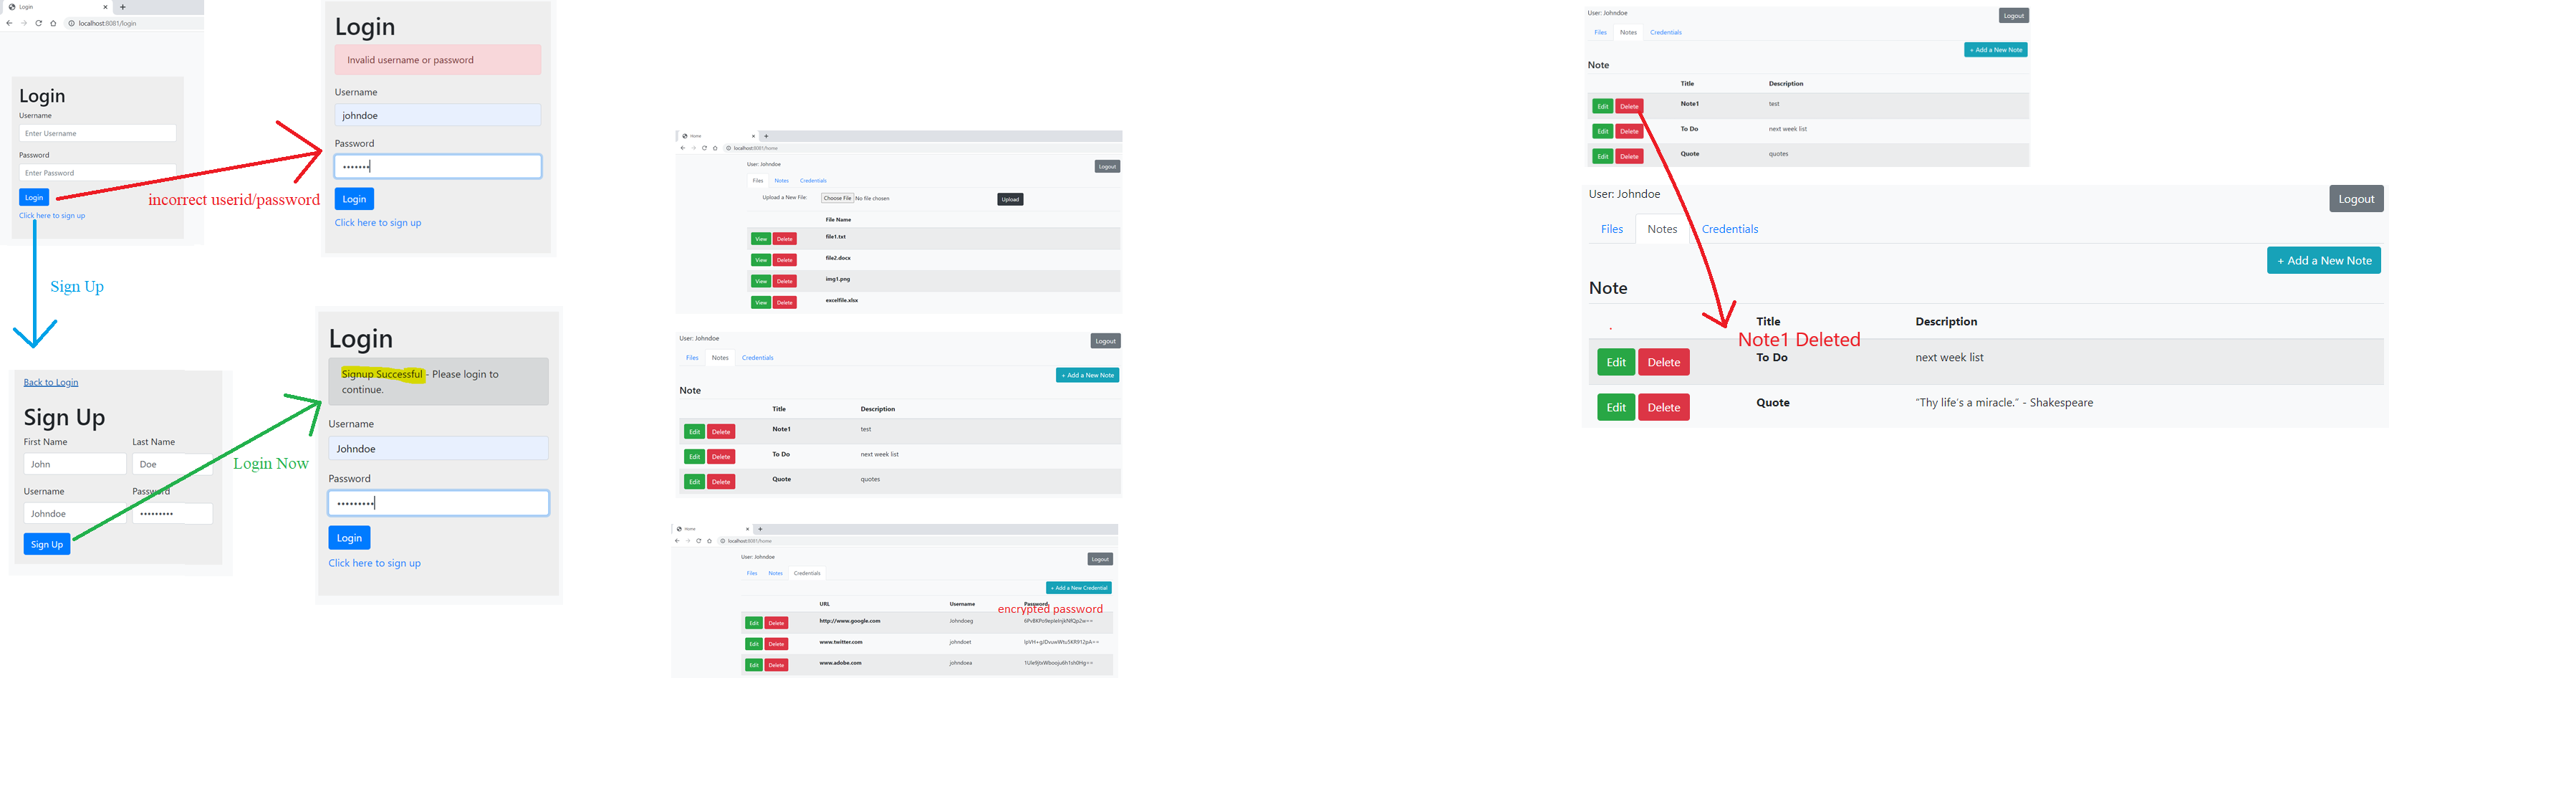 Login
localhost:8081/login
Login
Username
Enter Username
Password
Enter Password
Login
Click here to sign up
incorrect userid/password
Sign Up
Login
Invalid username or password
Username
johndoe
Password
•••••••
Login
Click here to sign up
Back to Login
Sign Up
First Name Last Name
John Doe
Username Password
Johndoe •••••••••
Sign Up
Login Now
Login
Signup Successful - Please login to
continue.
Username
Johndoe
Password
•••••••••
Login
Click here to sign up
Home
localhost:8081/home
User: Johndoe Logout
Files Notes Credentials
Upload a New File: Choose File No file chosen Upload
File Name
View Delete file1.txt
View Delete file2.docx
View Delete img1.png
View Delete excelfile.xlsx
User: Johndoe Logout
Files Notes Credentials
+ Add a New Note
Note
Title Description
Edit Delete Note1 test
Edit Delete To Do next week list
Edit Delete Quote quotes
Home
localhost:8081/home
User: Johndoe Logout
Files Notes Credentials
+ Add a New Credential
URL Username Password
encrypted password
Edit Delete http://www.google.com Johndoeg
Edit Delete www.twitter.com johndoet
Edit Delete www.adobe.com johndoea
User: Johndoe Logout
Files Notes Credentials
+ Add a New Note
Note
Title Description
Edit Delete Note1 test
Edit Delete To Do next week list
Edit Delete Quote quotes
User: Johndoe Logout
Files Notes Credentials
+ Add a New Note
Note
Title Description
Note1 Deleted
Edit Delete To Do next week list
Edit Delete Quote "Thy life's a miracle." - Shakespeare